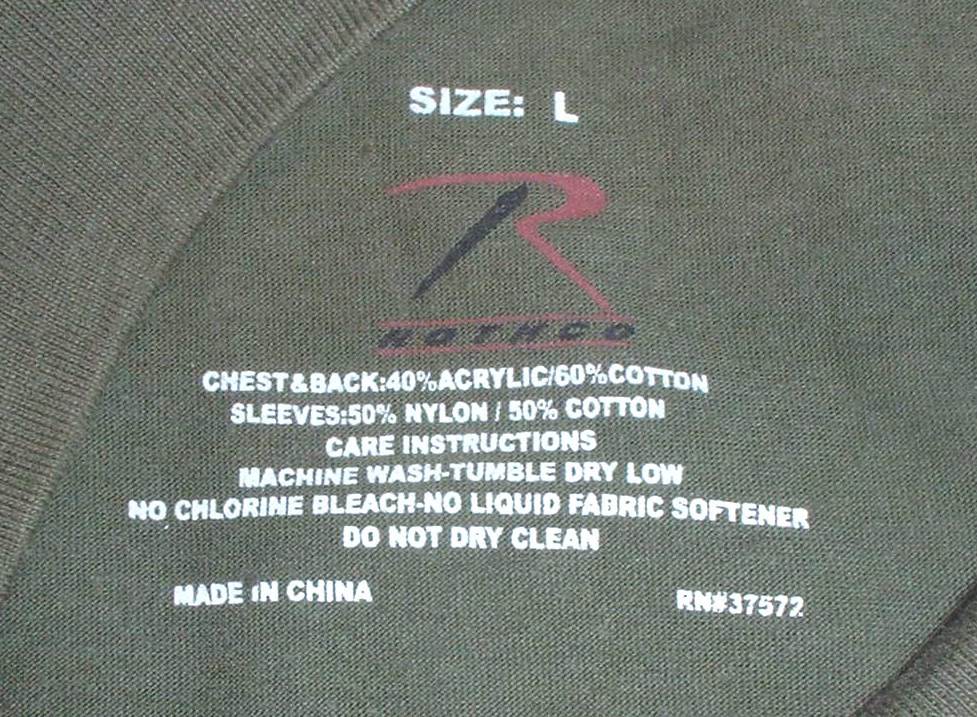 SIZE: L
R
ROTHCO
CHEST&BACK:40%ACRYLIC/60%COTTON
SLEEVES:50% NYLON / 50% COTTON
CARE INSTRUCTIONS
MACHINE WASH-TUMBLE DRY LOW
NO CHLORINE BLEACH-NO LIQUID FABRIC SOFTENER
DO NOT DRY CLEAN
MADE IN CHINA
RN#37572